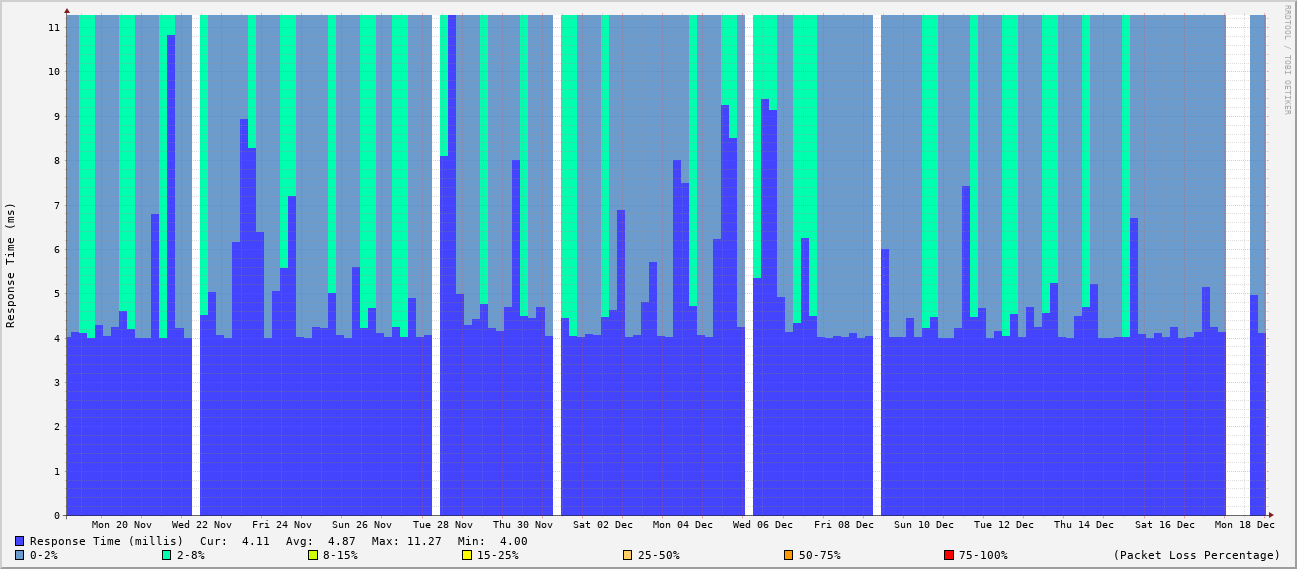 RRDTOOL / TOBI OETIKER
Response Time (ms)
11
10
9
8
7
6
5
4
3
2
1
0
Mon 20 Nov Wed 22 Nov Fri 24 Nov Sun 26 Nov Tue 28 Nov Thu 30 Nov Sat 02 Dec Mon 04 Dec Wed 06 Dec Fri 08 Dec Sun 10 Dec Tue 12 Dec Thu 14 Dec Sat 16 Dec Mon 18 Dec
Response Time (millis) Cur: 4.11 Avg: 4.87 Max: 11.27 Min: 4.00
0-2% 2-8% 8-15% 15-25% 25-50% 50-75% 75-100% (Packet Loss Percentage)